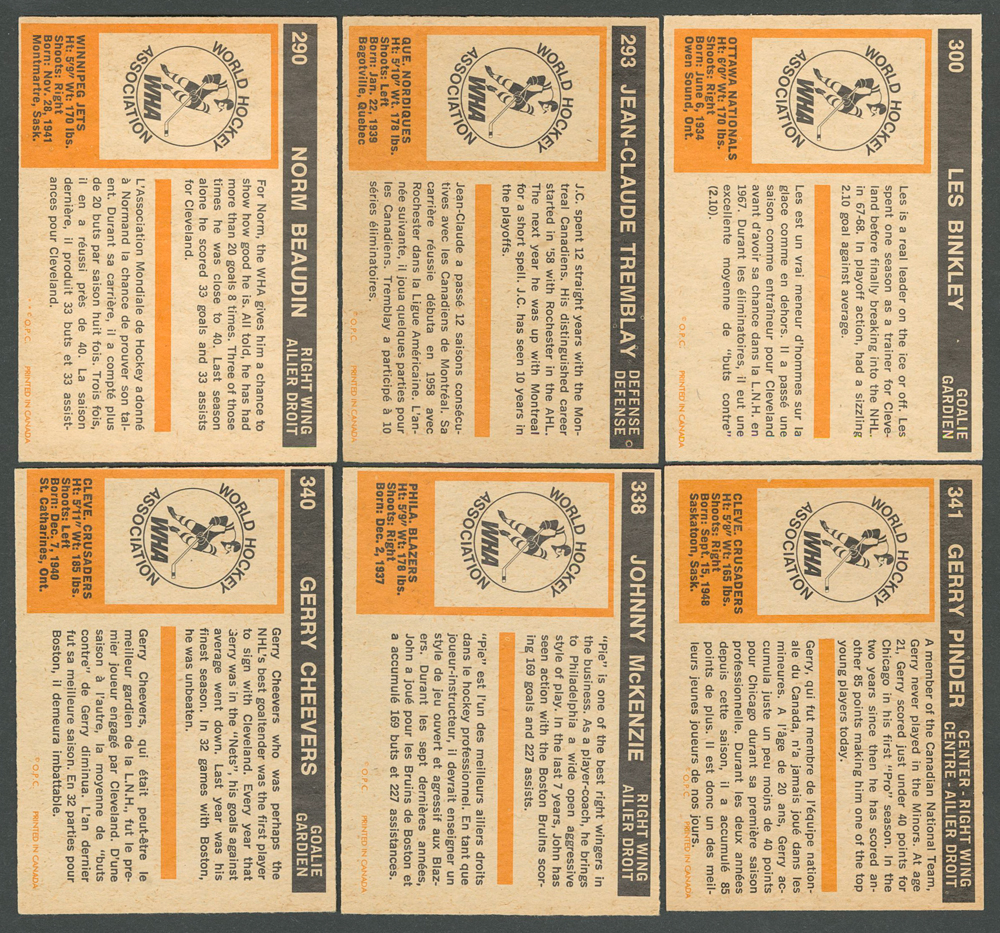 290 NORM BEAUDIN RIGHT WING
AILIER DROIT
WORLD HOCKEY
WHA
ASSOCIATION
WINNIPEG JETS
Ht: 5'9" Wt: 170 lbs.
Shoots: Right
Born: Nov. 28, 1941
Montmartre, Sask.
For Norm, the WHA gives him a chance to
show how good he is. All told, he has had
more than 20 goals 8 times. Three of those
times he was close to 40. Last season
alone he scored 33 goals and 33 assists
for Cleveland.
L'Association Mondiale de Hockey a donné
à Normand la chance de prouver son tal-
ent. Durant sa carrière, il a compté plus
de 20 buts par saison huit fois. Trois fois,
il en a réussi près de 40. La saison
dernière, il produit 33 buts et 33 assist-
ances pour Cleveland.
© O.P.C. PRINTED IN CANADA
293 JEAN-CLAUDE TREMBLAY DEFENSE
DEFENSE
WORLD HOCKEY
WHA
ASSOCIATION
QUE. NORDIQUES
Ht: 5'10" Wt. 178 lbs.
Shoots: Left
Born: Jan. 22, 1939
Bagotville, Quebec
J.C. spent 12 straight years with the Mon-
treal Canadiens. His distinguished career
started in '58 with Rochester in the AHL.
The next year he was up with Montreal
for a short spell. J.C. has seen 10 years in
the playoffs.
Jean-Claude a passé 12 saisons consécu-
tives avec les Canadiens de Montréal. Sa
carrière réussie débuta en 1958 avec
Rochester dans la Ligue Américaine. L'an-
née suivante, il joua quelques parties pour
les Canadiens. Tremblay a participé à 10
séries éliminatoires.
© O.P.C. PRINTED IN CANADA
300 LES BINKLEY GOALIE
GARDIEN
WORLD HOCKEY
WHA
ASSOCIATION
OTTAWA NATIONALS
Ht: 6'0" Wt: 170 lbs.
Shoots: Right
Born: June 6, 1934
Owen Sound, Ont.
Les is a real leader on the ice or off. Les
spent one season as a trainer for Cleve-
land before finally breaking into the NHL.
in 67-68. In playoff action, had a sizzling
2.10 goal against average.
Les est un vrai meneur d'hommes sur la
glace comme en dehors. Il a passé une
saison comme entraîneur pour Cleveland
avant d'avoir sa chance dans la L.N.H. en
1967. Durant les éliminatoires, il eut une
excellente moyenne de "buts contre"
(2.10).
© O.P.C. PRINTED IN CANADA
340 GERRY CHEEVERS GOALIE
GARDIEN
WORLD HOCKEY
WHA
ASSOCIATION
CLEVE. CRUSADERS
Ht: 5'11" Wt: 185 lbs.
Shoots: Left
Born: Dec. 7, 1940
St. Catharines, Ont.
Gerry Cheevers who was perhaps the
NHL's best goaltender was the first player
to sign with Cleveland. Every year that
Gerry was in the "Nets", his goals against
average went down. Last year was his
finest season. In 32 games with Boston,
he was unbeaten.
Gerry Cheevers, qui était peut-être le
meilleur gardien de la L.N.H. fut le pre-
mier joueur engagé par Cleveland. D'une
saison à l'autre, la moyenne de "buts
contre" de Gerry diminua. L'an dernier
fut sa meilleure saison. En 32 parties pour
Boston, il demeura imbattable.
© O.P.C. PRINTED IN CANADA
338 JOHNNY McKENZIE RIGHT WING
AILIER DROIT
WORLD HOCKEY
WHA
ASSOCIATION
PHILA. BLAZERS
Ht: 5'9" Wt: 178 lbs.
Shoots: Right
Born: Dec. 2, 1937
"Pie" is one of the best right wingers in
the business. As a player-coach, he brings
to Philadelphia a wide open aggressive
style of play. In the last 7 years, John has
seen action with the Boston Bruins scor-
ing 169 goals and 227 assists.
"Pie" est l'un des meilleurs ailiers droits
dans le hockey professionnel. En tant que
joueur-instructeur, il devrait enseigner un
style de jeu ouvert et agressif aux Blaz-
ers. Durant les sept dernières années,
John a joué pour les Bruins de Boston et
a accumulé 169 buts et 227 assistances.
© O.P.C. PRINTED IN CANADA
341 GERRY PINDER CENTER - RIGHT WING
CENTRE - AILIER DROIT
WORLD HOCKEY
WHA
ASSOCIATION
CLEVE. CRUSADERS
Ht: 5'8" Wt: 165 lbs.
Shoots: Right
Born: Sept. 15, 1948
Saskatoon, Sask.
A member of the Canadian National Team,
Gerry never played in the Minors. At age
21, Gerry scored just under 40 points for
Chicago in his first "Pro" season. In the
two years since then he has scored an-
other 85 points making him one of the top
young players today.
Gerry, qui fut membre de l'équipe nation-
ale du Canada, n'a jamais joué dans les
mineures. A l'âge de 20 ans, Gerry ac-
cumula juste un peu moins de 40 points
pour Chicago durant sa première saison
professionnelle. Durant les deux années
depuis cette saison, il a accumulé 85
points de plus. Il est donc un des meil-
leurs jeunes joueurs de nos jours.
© O.P.C. PRINTED IN CANADA